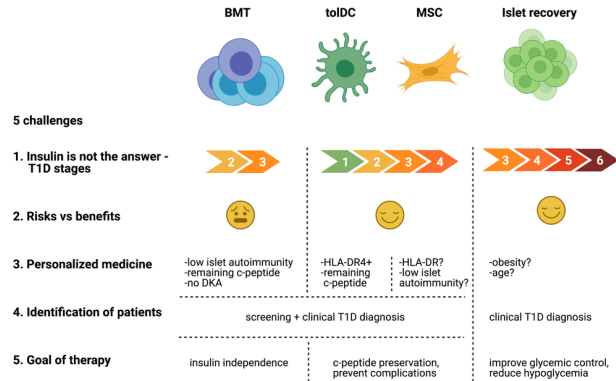 BMT tolDC MSC Islet recovery
5 challenges
1. Insulin is not the answer -
T1D stages
2 3 1 2 3 4 3 4 5 6
2. Risks vs benefits
3. Personalized medicine
-low islet autoimmunity
-remaining c-peptide
-no DKA
-HLA-DR4+
-remaining
c-peptide
-HLA-DR?
-low islet
autoimmunity?
-obesity?
-age?
4. Identification of patients
screening + clinical T1D diagnosis
clinical T1D diagnosis
5. Goal of therapy
insulin independence
c-peptide preservation,
prevent complications
improve glycemic control,
reduce hypoglycemia